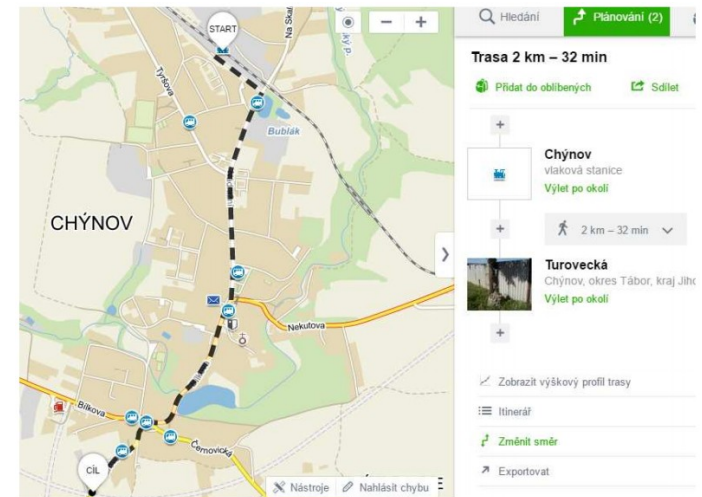 START
Na Skal
Tyršova
Bublák
CHÝNOV
Nekutova
Bílkova
Černovická
CÍL
Nástroje
Nahlásit chybu
Hledání
Plánování (2)
Trasa 2 km – 32 min
Přidat do oblíbených
Sdílet
Chýnov
vlaková stanice
Výlet po okolí
2 km – 32 min
Turovecká
Chýnov, okres Tábor, kraj Jiho
Výlet po okolí
Zobrazit výškový profil trasy
Itinerář
Změnit směr
Exportovat